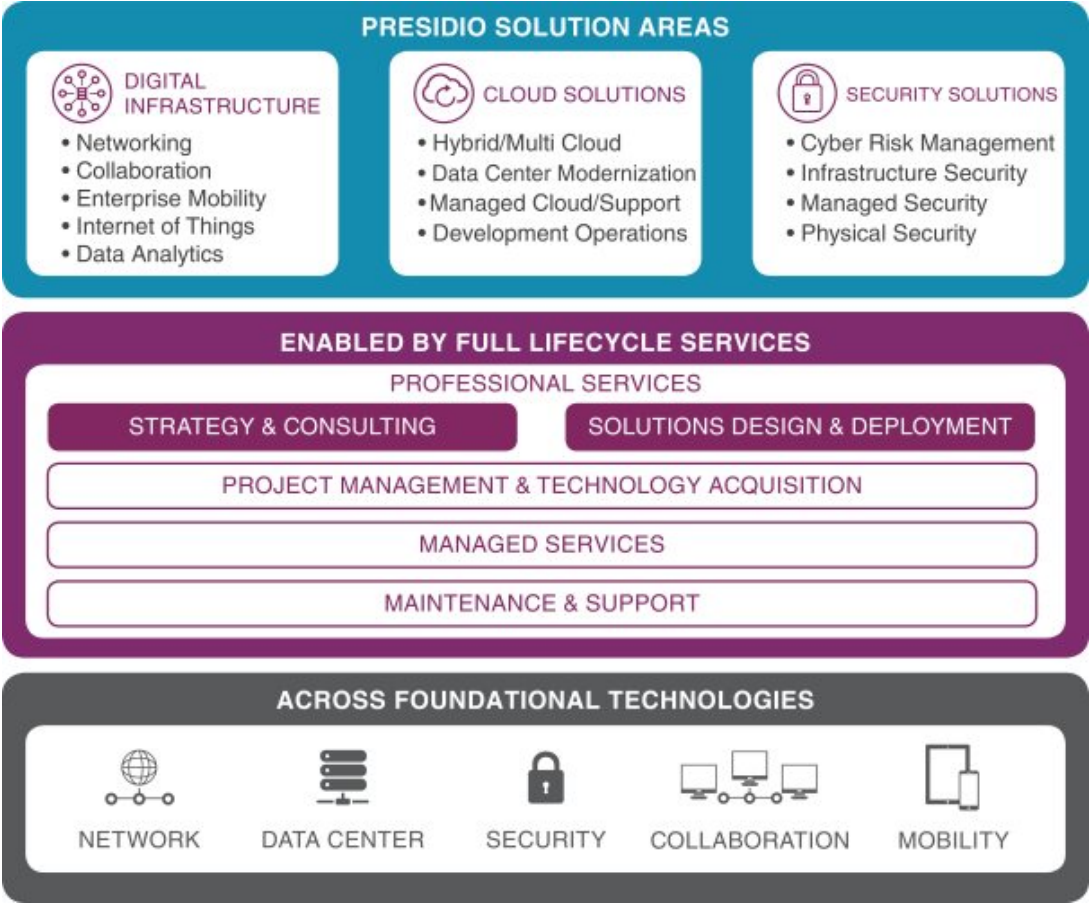 PRESIDIO SOLUTION AREAS
DIGITAL
INFRASTRUCTURE
• Networking
• Collaboration
• Enterprise Mobility
• Internet of Things
• Data Analytics
CLOUD SOLUTIONS
• Hybrid/Multi Cloud
• Data Center Modernization
• Managed Cloud/Support
• Development Operations
SECURITY SOLUTIONS
• Cyber Risk Management
• Infrastructure Security
• Managed Security
• Physical Security
ENABLED BY FULL LIFECYCLE SERVICES
PROFESSIONAL SERVICES
STRATEGY & CONSULTING
SOLUTIONS DESIGN & DEPLOYMENT
PROJECT MANAGEMENT & TECHNOLOGY ACQUISITION
MANAGED SERVICES
MAINTENANCE & SUPPORT
ACROSS FOUNDATIONAL TECHNOLOGIES
NETWORK
DATA CENTER
SECURITY
COLLABORATION
MOBILITY